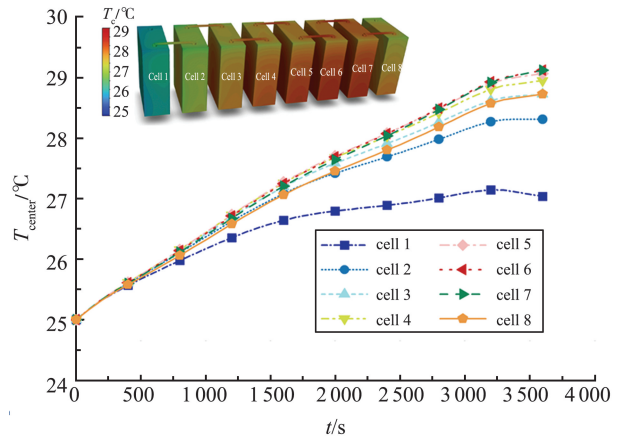 T_c/℃
29
28
27
26
25
Cell 1
Cell 2
Cell 3
Cell 4
Cell 5
Cell 6
Cell 7
Cell 8
30
29
28
27
26
25
24
T_center/℃
cell 1
cell 2
cell 3
cell 4
cell 5
cell 6
cell 7
cell 8
0 500 1 000 1 500 2 000 2 500 3 000 3 500 4 000
t/s